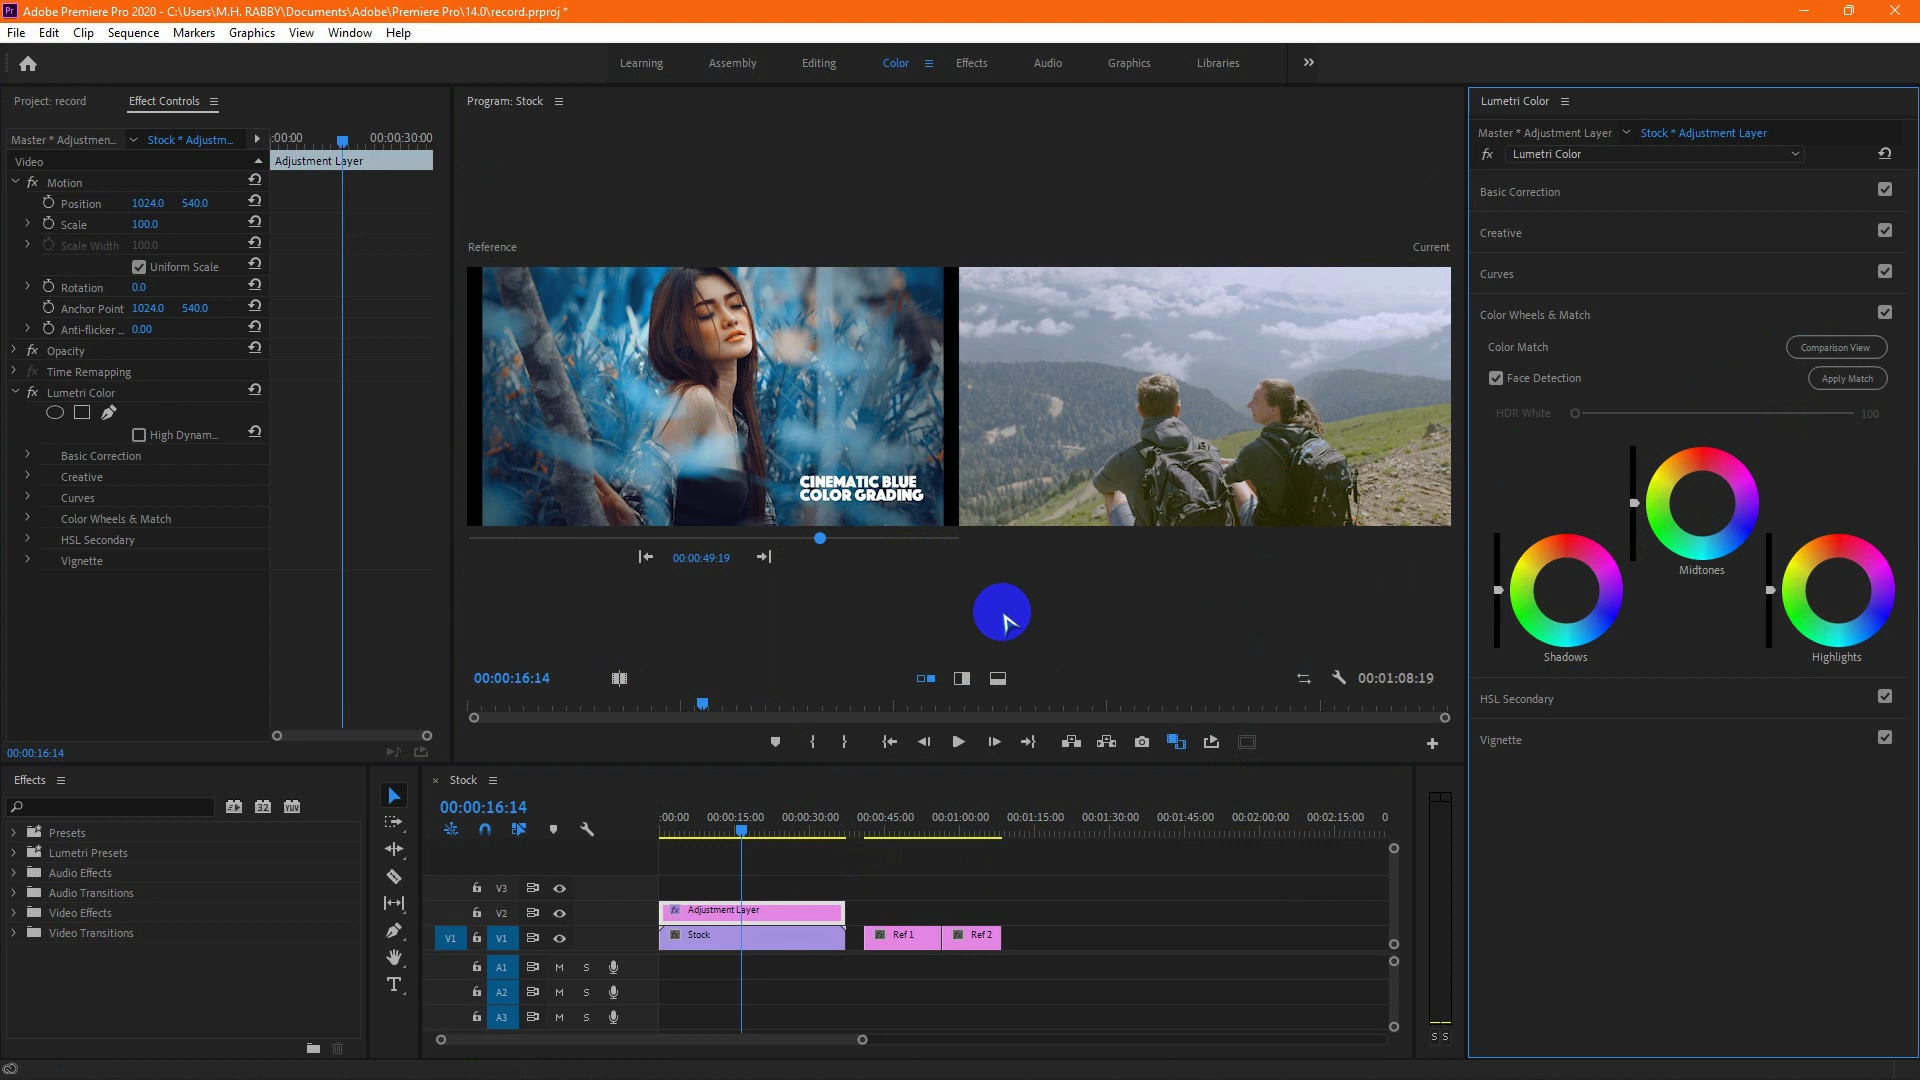 Adobe Premiere Pro 2020 - C:\Users\M.H. RABBY\Documents\Adobe\Premiere Pro\14.0\record.prproj *
File Edit Clip Sequence Markers Graphics View Window Help
Learning Assembly Editing Color Effects Audio Graphics Libraries
Project: record Effect Controls
Master * Adjustmen... Stock * Adjustm...
:00:00 00:00:30:00
Video
Adjustment Layer
fx Motion
Position 1024.0 540.0
Scale 100.0
Scale Width 100.0
Uniform Scale
Rotation 0.0
Anchor Point 1024.0 540.0
Anti-flicker ... 0.00
fx Opacity
fx Time Remapping
fx Lumetri Color
High Dynam...
Basic Correction
Creative
Curves
Color Wheels & Match
HSL Secondary
Vignette
00:00:16:14
Program: Stock
Reference Current
CINEMATIC BLUE
COLOR GRADING
00:00:49:19
00:00:16:14 00:01:08:19
Lumetri Color
Master * Adjustment Layer Stock * Adjustment Layer
fx Lumetri Color
Basic Correction
Creative
Curves
Color Wheels & Match
Color Match Comparison View
Face Detection Apply Match
HDR White 100
Midtones
Shadows Highlights
HSL Secondary
Vignette
Effects
32 YUV
Presets
Lumetri Presets
Audio Effects
Audio Transitions
Video Effects
Video Transitions
T
× Stock
00:00:16:14
:00:00 00:00:15:00 00:00:30:00 00:00:45:00 00:01:00:00 00:01:15:00 00:01:30:00 00:01:45:00 00:02:00:00 00:02:15:00 0
V3
V2 fx Adjustment Layer
V1 V1 fx Stock fx Ref 1 fx Ref 2
A1 M S
A2 M S
A3 M S
S S